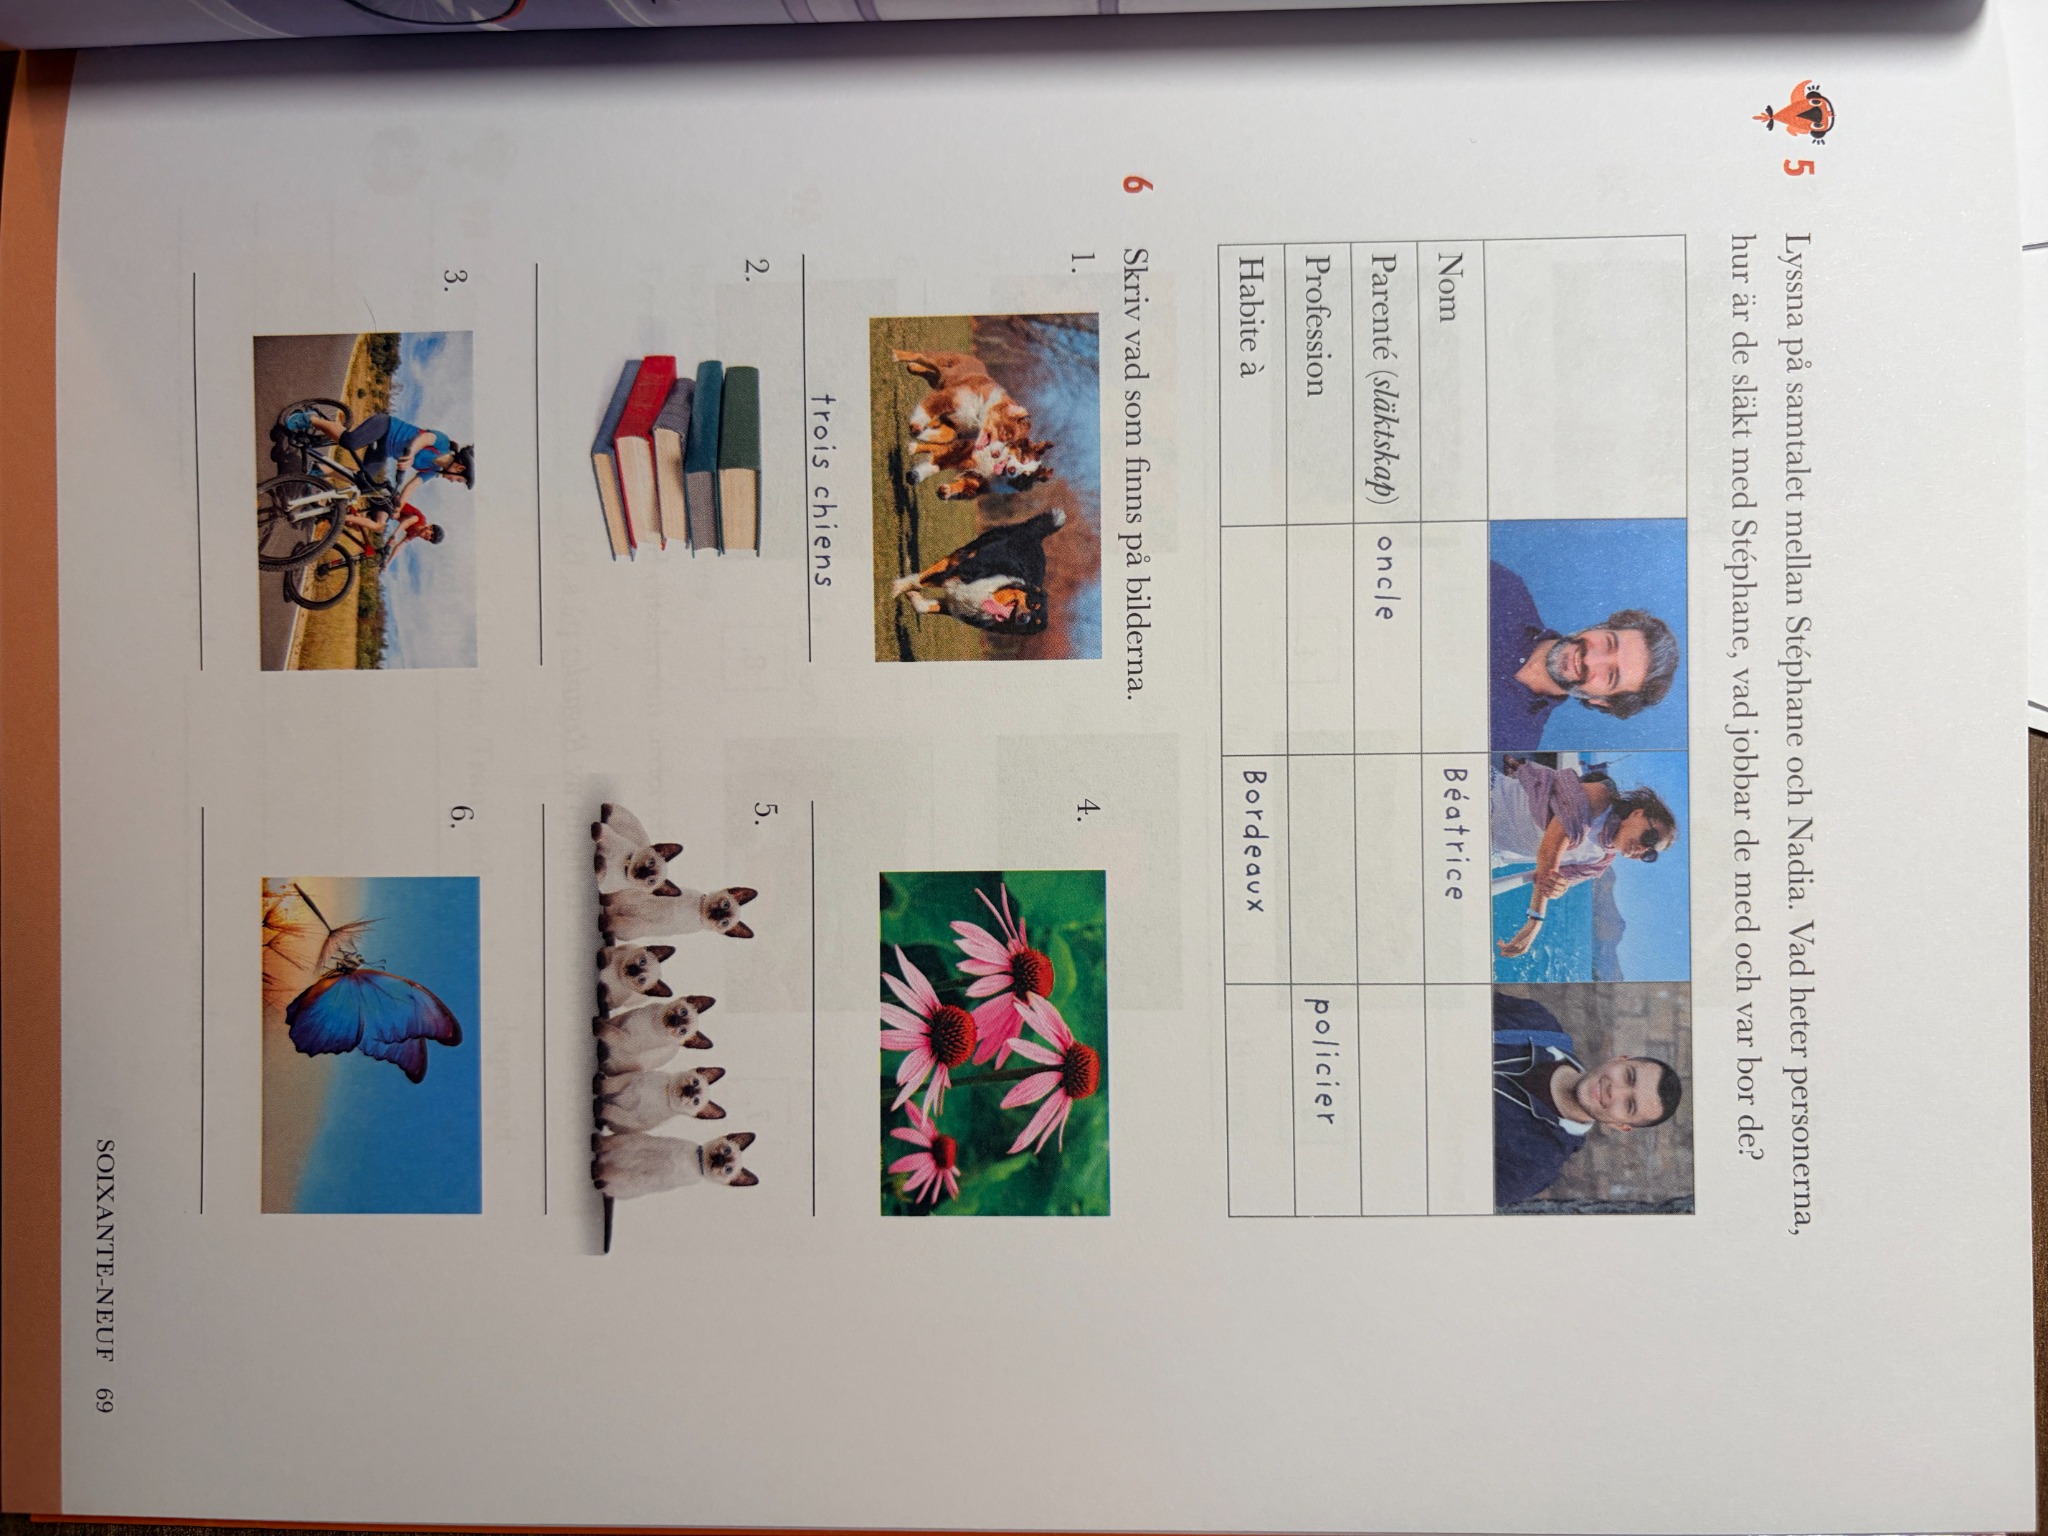 5
Lyssna på samtalet mellan Stéphane och Nadia. Vad heter personerna,
hur är de släkt med Stéphane, vad jobbar de med och var bor de?
Nom Béatrice
Parenté (släktskap) oncle
Profession policier
Habite à Bordeaux
6 Skriv vad som finns på bilderna.
1.
trois chiens
2.
3.
4.
5.
6.
SOIXANTE-NEUF 69